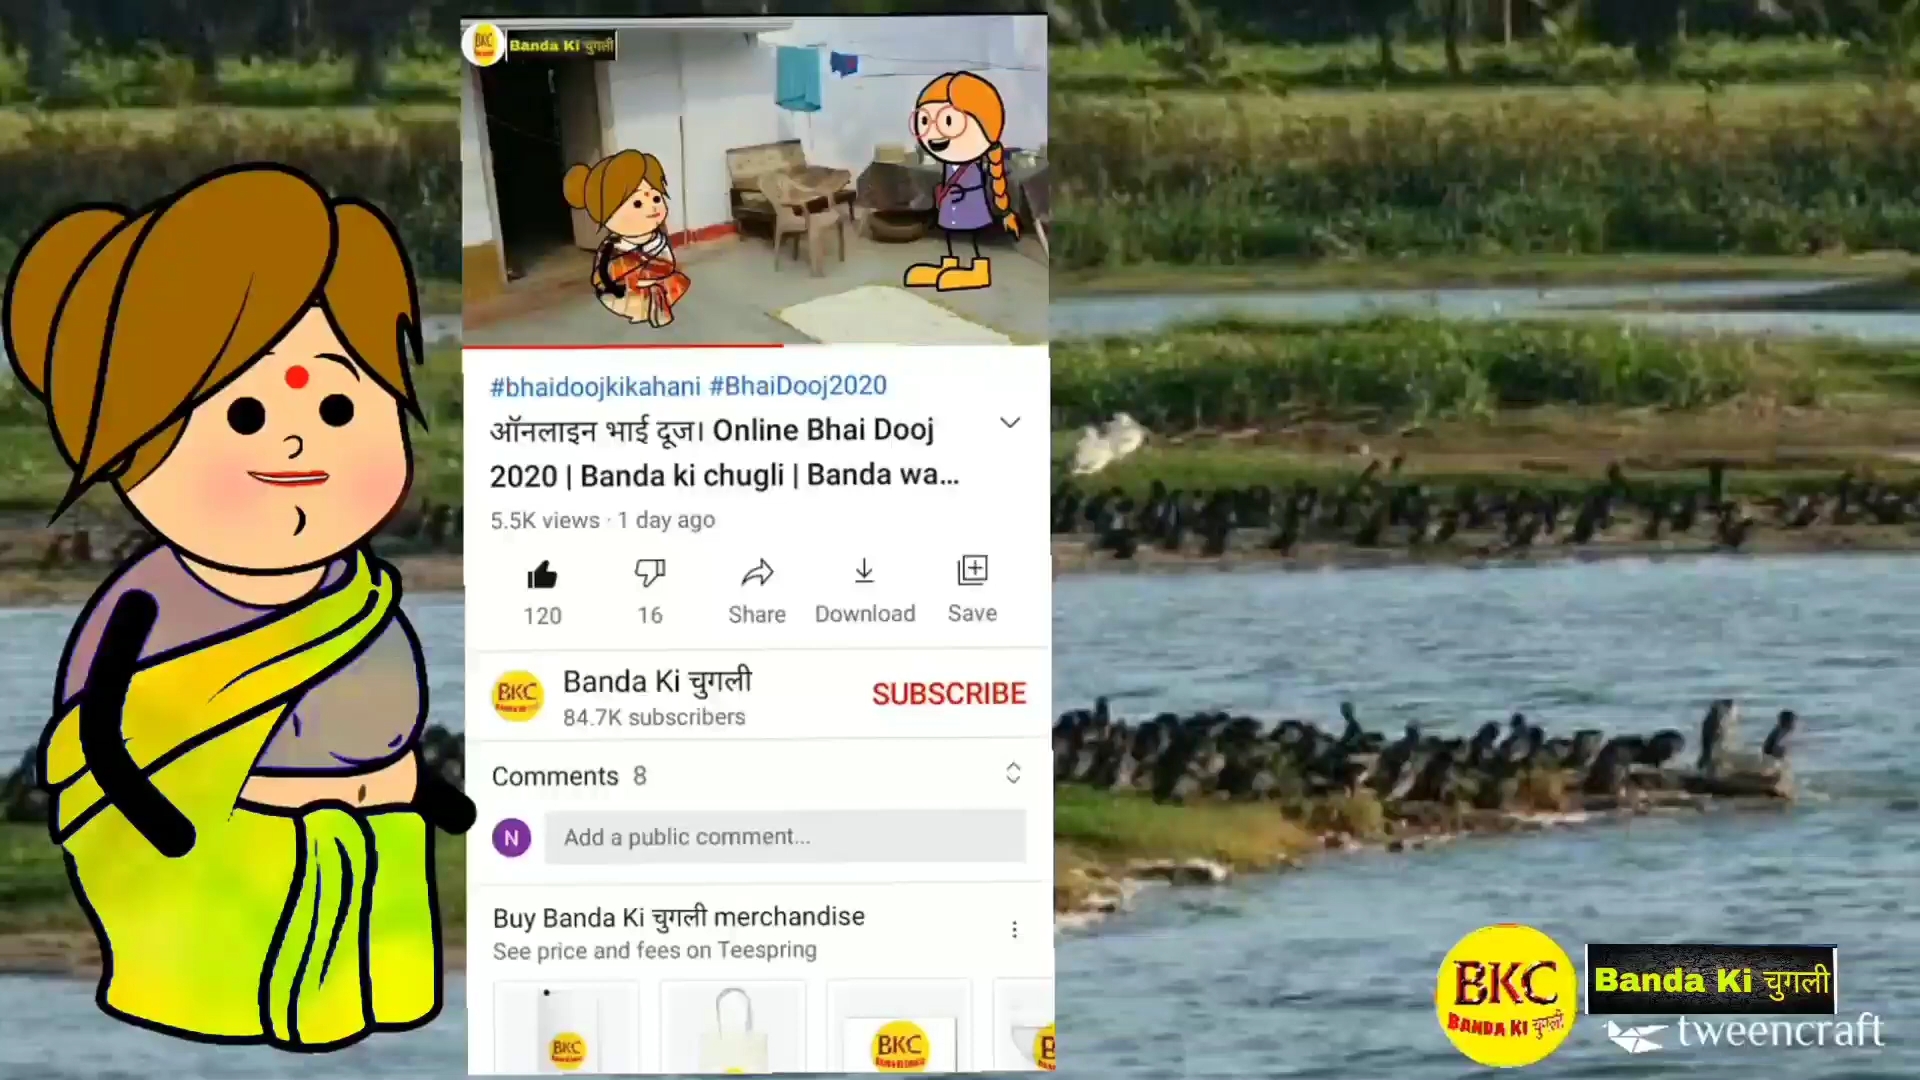 BKC
Banda Ki चुगली
#bhaidoojkikahani #BhaiDooj2020
ऑनलाइन भाई दूज। Online Bhai Dooj
2020 | Banda ki chugli | Banda wa...
5.5K views · 1 day ago
120
16
Share
Download
Save
BKC
Banda Ki चुगली
84.7K subscribers
SUBSCRIBE
Comments 8
N
Add a public comment...
Buy Banda Ki चुगली merchandise
See price and fees on Teespring
BKC
BKC
BKC
BANDA KI चुगली
Banda Ki चुगली
tweencraft